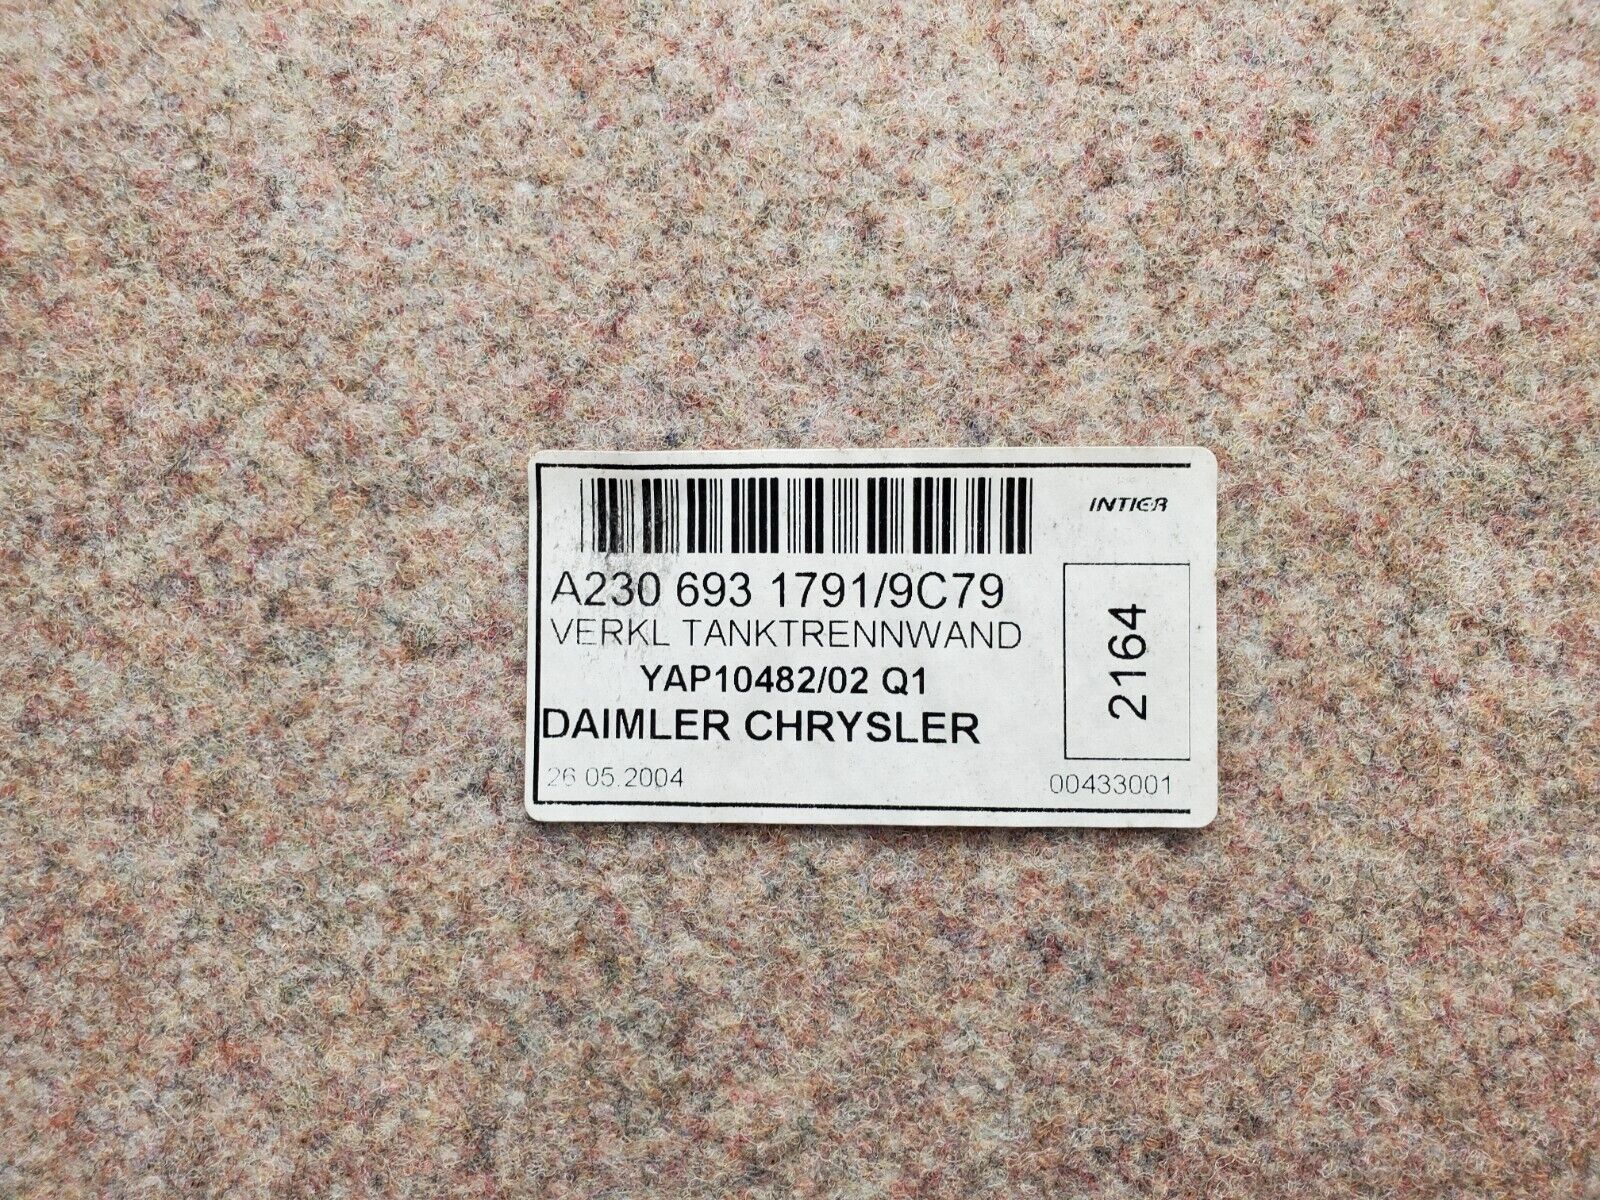 INTIER
A230 693 1791/9C79
VERKL TANKTRENNWAND
YAP10482/02 Q1
DAIMLER CHRYSLER
2164
26.05.2004
00433001